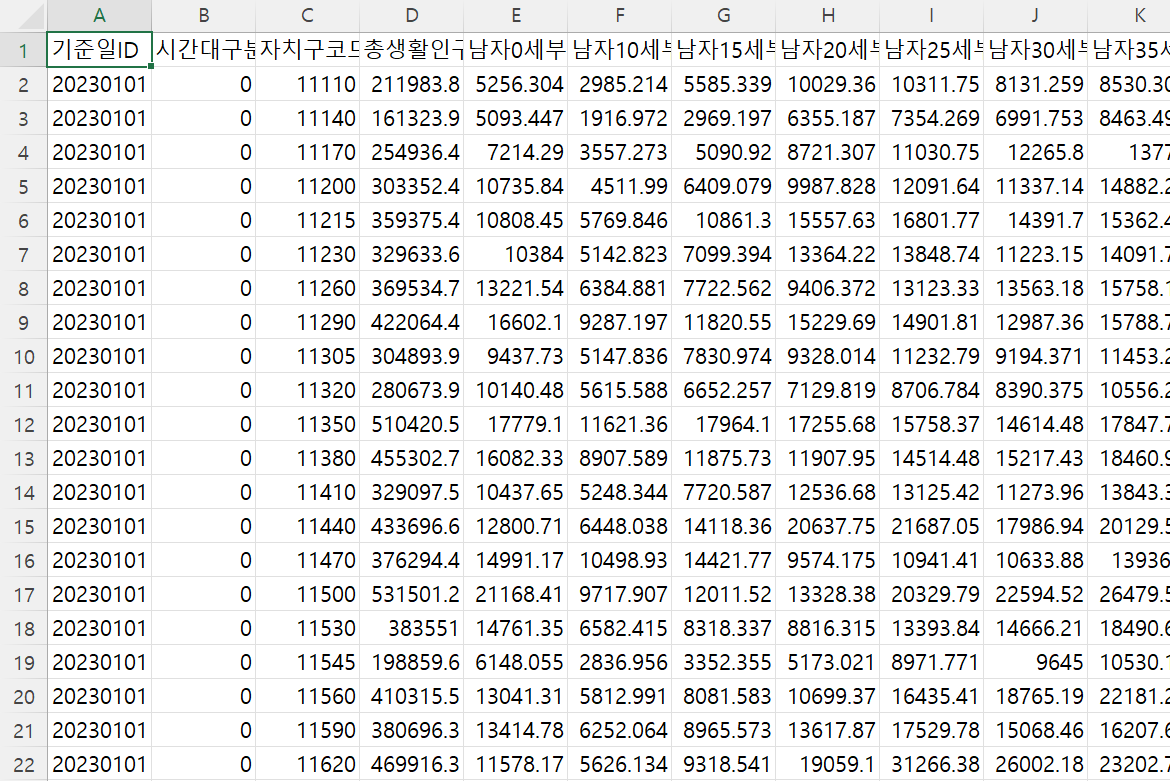 A B C D E F G H I J K
1 기준일ID 시간대구분 자치구코드 총생활인구 남자0세부 남자10세부 남자15세부 남자20세부 남자25세부 남자30세부 남자35세
2 20230101 0 11110 211983.8 5256.304 2985.214 5585.339 10029.36 10311.75 8131.259 8530.30
3 20230101 0 11140 161323.9 5093.447 1916.972 2969.197 6355.187 7354.269 6991.753 8463.49
4 20230101 0 11170 254936.4 7214.29 3557.273 5090.92 8721.307 11030.75 12265.8 1377
5 20230101 0 11200 303352.4 10735.84 4511.99 6409.079 9987.828 12091.64 11337.14 14882.2
6 20230101 0 11215 359375.4 10808.45 5769.846 10861.3 15557.63 16801.77 14391.7 15362.4
7 20230101 0 11230 329633.6 10384 5142.823 7099.394 13364.22 13848.74 11223.15 14091.7
8 20230101 0 11260 369534.7 13221.54 6384.881 7722.562 9406.372 13123.33 13563.18 15758.1
9 20230101 0 11290 422064.4 16602.1 9287.197 11820.55 15229.69 14901.81 12987.36 15788.7
10 20230101 0 11305 304893.9 9437.73 5147.836 7830.974 9328.014 11232.79 9194.371 11453.2
11 20230101 0 11320 280673.9 10140.48 5615.588 6652.257 7129.819 8706.784 8390.375 10556.2
12 20230101 0 11350 510420.5 17779.1 11621.36 17964.1 17255.68 15758.37 14614.48 17847.7
13 20230101 0 11380 455302.7 16082.33 8907.589 11875.73 11907.95 14514.48 15217.43 18460.9
14 20230101 0 11410 329097.5 10437.65 5248.344 7720.587 12536.68 13125.42 11273.96 13843.3
15 20230101 0 11440 433696.6 12800.71 6448.038 14118.36 20637.75 21687.05 17986.94 20129.5
16 20230101 0 11470 376294.4 14991.17 10498.93 14421.77 9574.175 10941.41 10633.88 13936
17 20230101 0 11500 531501.2 21168.41 9717.907 12011.52 13328.38 20329.79 22594.52 26479.5
18 20230101 0 11530 383551 14761.35 6582.415 8318.337 8816.315 13393.84 14666.21 18490.6
19 20230101 0 11545 198859.6 6148.055 2836.956 3352.355 5173.021 8971.771 9645 10530.1
20 20230101 0 11560 410315.5 13041.31 5812.991 8081.583 10699.37 16435.41 18765.19 22181.2
21 20230101 0 11590 380696.3 13414.78 6252.064 8965.573 13617.87 17529.78 15068.46 16207.6
22 20230101 0 11620 469916.3 11578.17 5626.134 9318.541 19059.1 31266.38 26002.18 23202.7